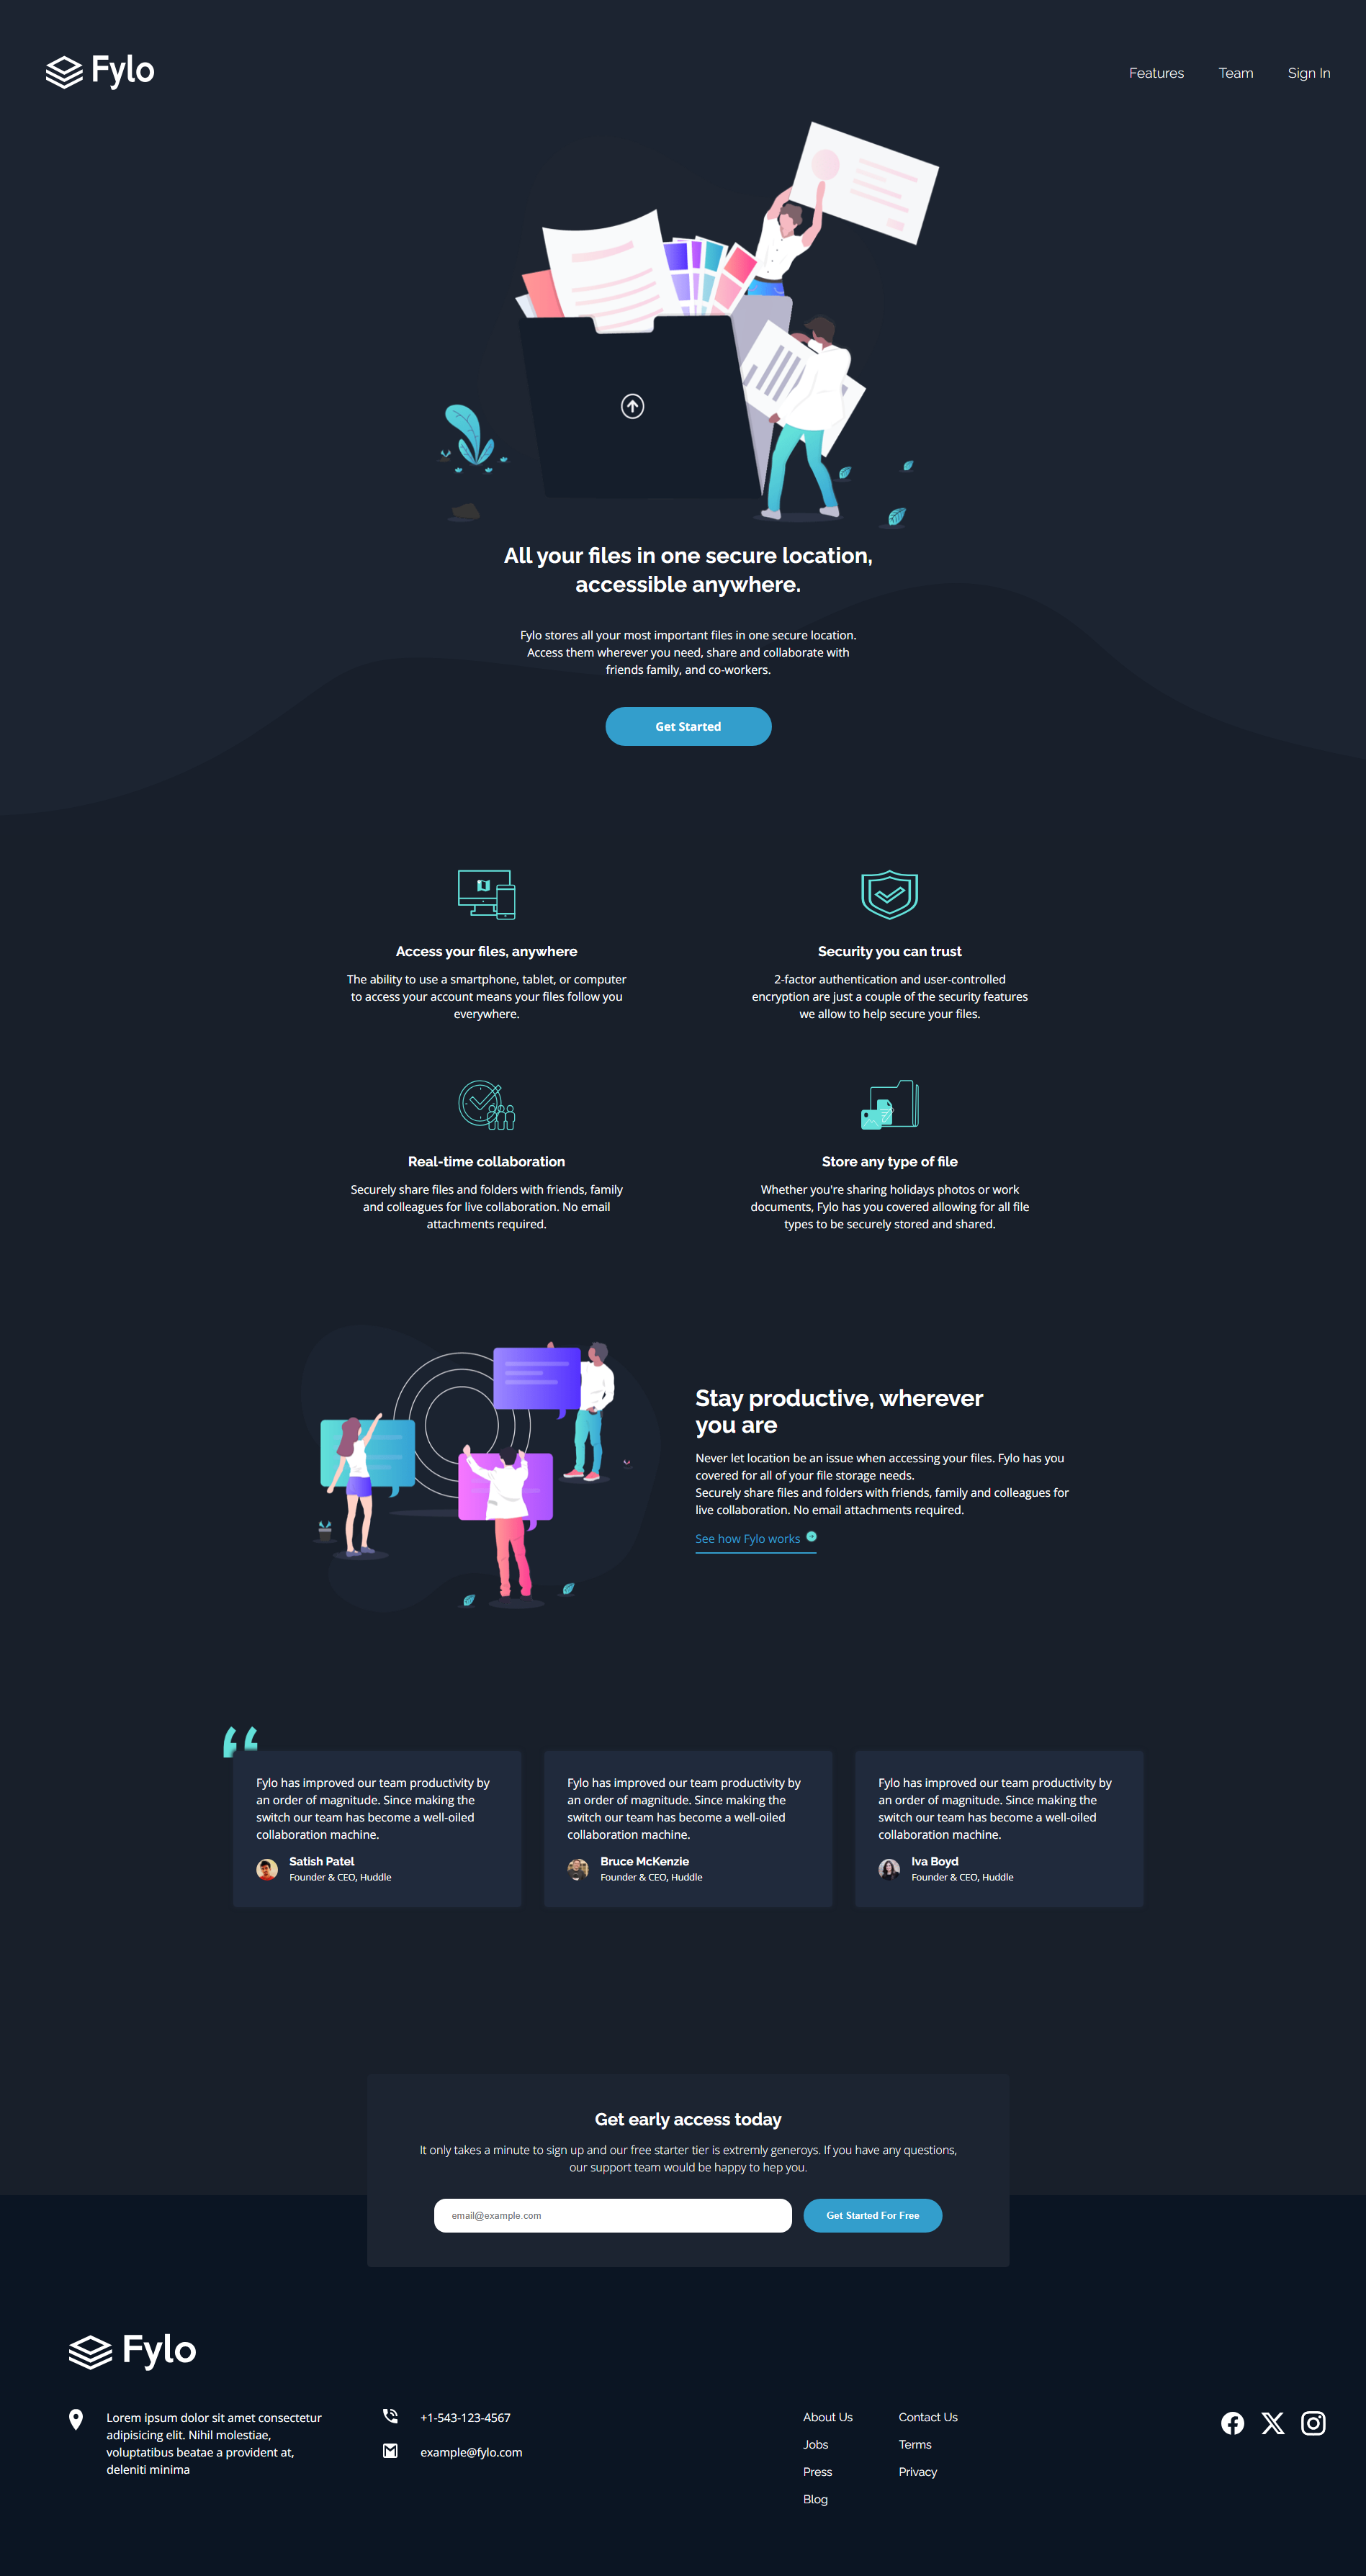 Fylo
Features
Team
Sign In
All your files in one secure location,
accessible anywhere.
Fylo stores all your most important files in one secure location.
Access them wherever you need, share and collaborate with
friends family, and co-workers.
Get Started
Access your files, anywhere
The ability to use a smartphone, tablet, or computer
to access your account means your files follow you
everywhere.
Security you can trust
2-factor authentication and user-controlled
encryption are just a couple of the security features
we allow to help secure your files.
Real-time collaboration
Securely share files and folders with friends, family
and colleagues for live collaboration. No email
attachments required.
Store any type of file
Whether you're sharing holidays photos or work
documents, Fylo has you covered allowing for all file
types to be securely stored and shared.
Stay productive, wherever
you are
Never let location be an issue when accessing your files. Fylo has you
covered for all of your file storage needs.
Securely share files and folders with friends, family and colleagues for
live collaboration. No email attachments required.
See how Fylo works
Fylo has improved our team productivity by
an order of magnitude. Since making the
switch our team has become a well-oiled
collaboration machine.
Satish Patel
Founder & CEO, Huddle
Fylo has improved our team productivity by
an order of magnitude. Since making the
switch our team has become a well-oiled
collaboration machine.
Bruce McKenzie
Founder & CEO, Huddle
Fylo has improved our team productivity by
an order of magnitude. Since making the
switch our team has become a well-oiled
collaboration machine.
Iva Boyd
Founder & CEO, Huddle
Get early access today
It only takes a minute to sign up and our free starter tier is extremly generoys. If you have any questions,
our support team would be happy to hep you.
email@example.com
Get Started For Free
Fylo
Lorem ipsum dolor sit amet consectetur
adipisicing elit. Nihil molestiae,
voluptatibus beatae a provident at,
deleniti minima
+1-543-123-4567
example@fylo.com
About Us
Jobs
Press
Blog
Contact Us
Terms
Privacy